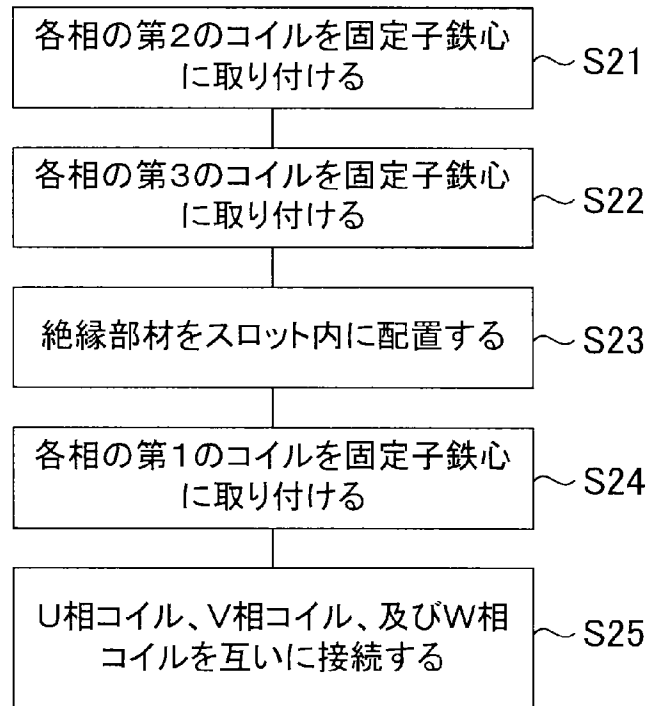 各相の第2のコイルを固定子鉄心
に取り付ける
S21
各相の第3のコイルを固定子鉄心
に取り付ける
S22
絶縁部材をスロット内に配置する
S23
各相の第1のコイルを固定子鉄心
に取り付ける
S24
U相コイル、V相コイル、及びW相
コイルを互いに接続する
S25